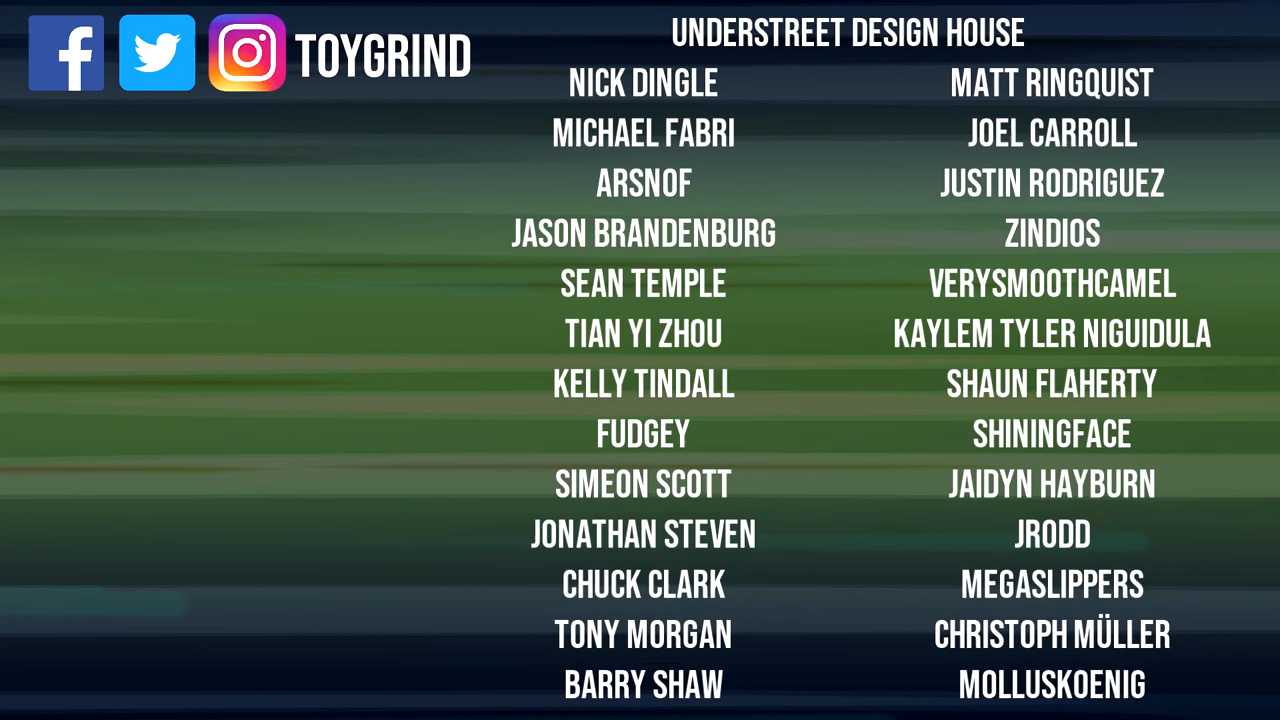 TOYGRIND
UNDERSTREET DESIGN HOUSE
NICK DINGLE
MATT RINGQUIST
MICHAEL FABRI
JOEL CARROLL
ARSNOF
JUSTIN RODRIGUEZ
JASON BRANDENBURG
ZINDIOS
SEAN TEMPLE
VERYSMOOTHCAMEL
TIAN YI ZHOU
KAYLEM TYLER NIGUIDULA
KELLY TINDALL
SHAUN FLAHERTY
FUDGEY
SHININGFACE
SIMEON SCOTT
JAIDYN HAYBURN
JONATHAN STEVEN
JRODD
CHUCK CLARK
MEGASLIPPERS
TONY MORGAN
CHRISTOPH MÜLLER
BARRY SHAW
MOLLUSKOENIG